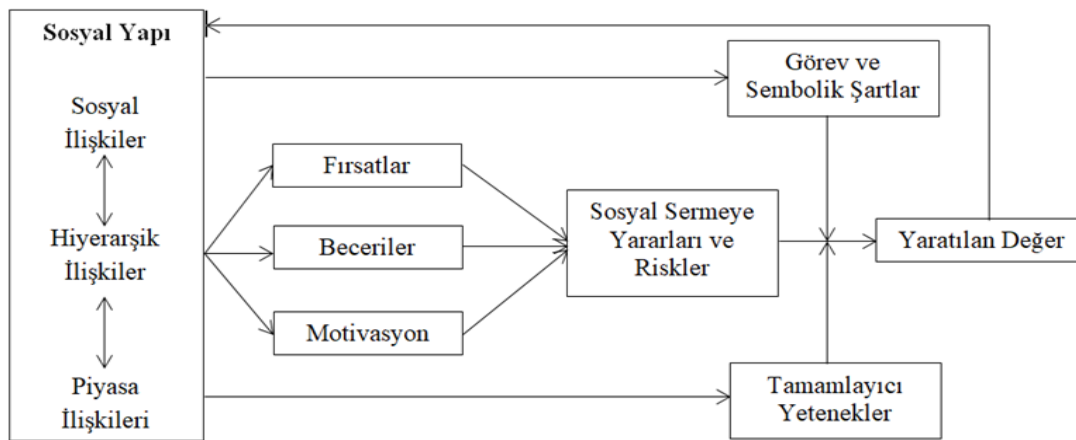 Sosyal Yapı
Sosyal
İlişkiler
Hiyerarşik
İlişkiler
Piyasa
İlişkileri
Fırsatlar
Beceriler
Motivasyon
Sosyal Sermeye
Yararları ve
Riskler
Görev ve
Sembolik Şartlar
Tamamlayıcı
Yetenekler
Yaratılan Değer